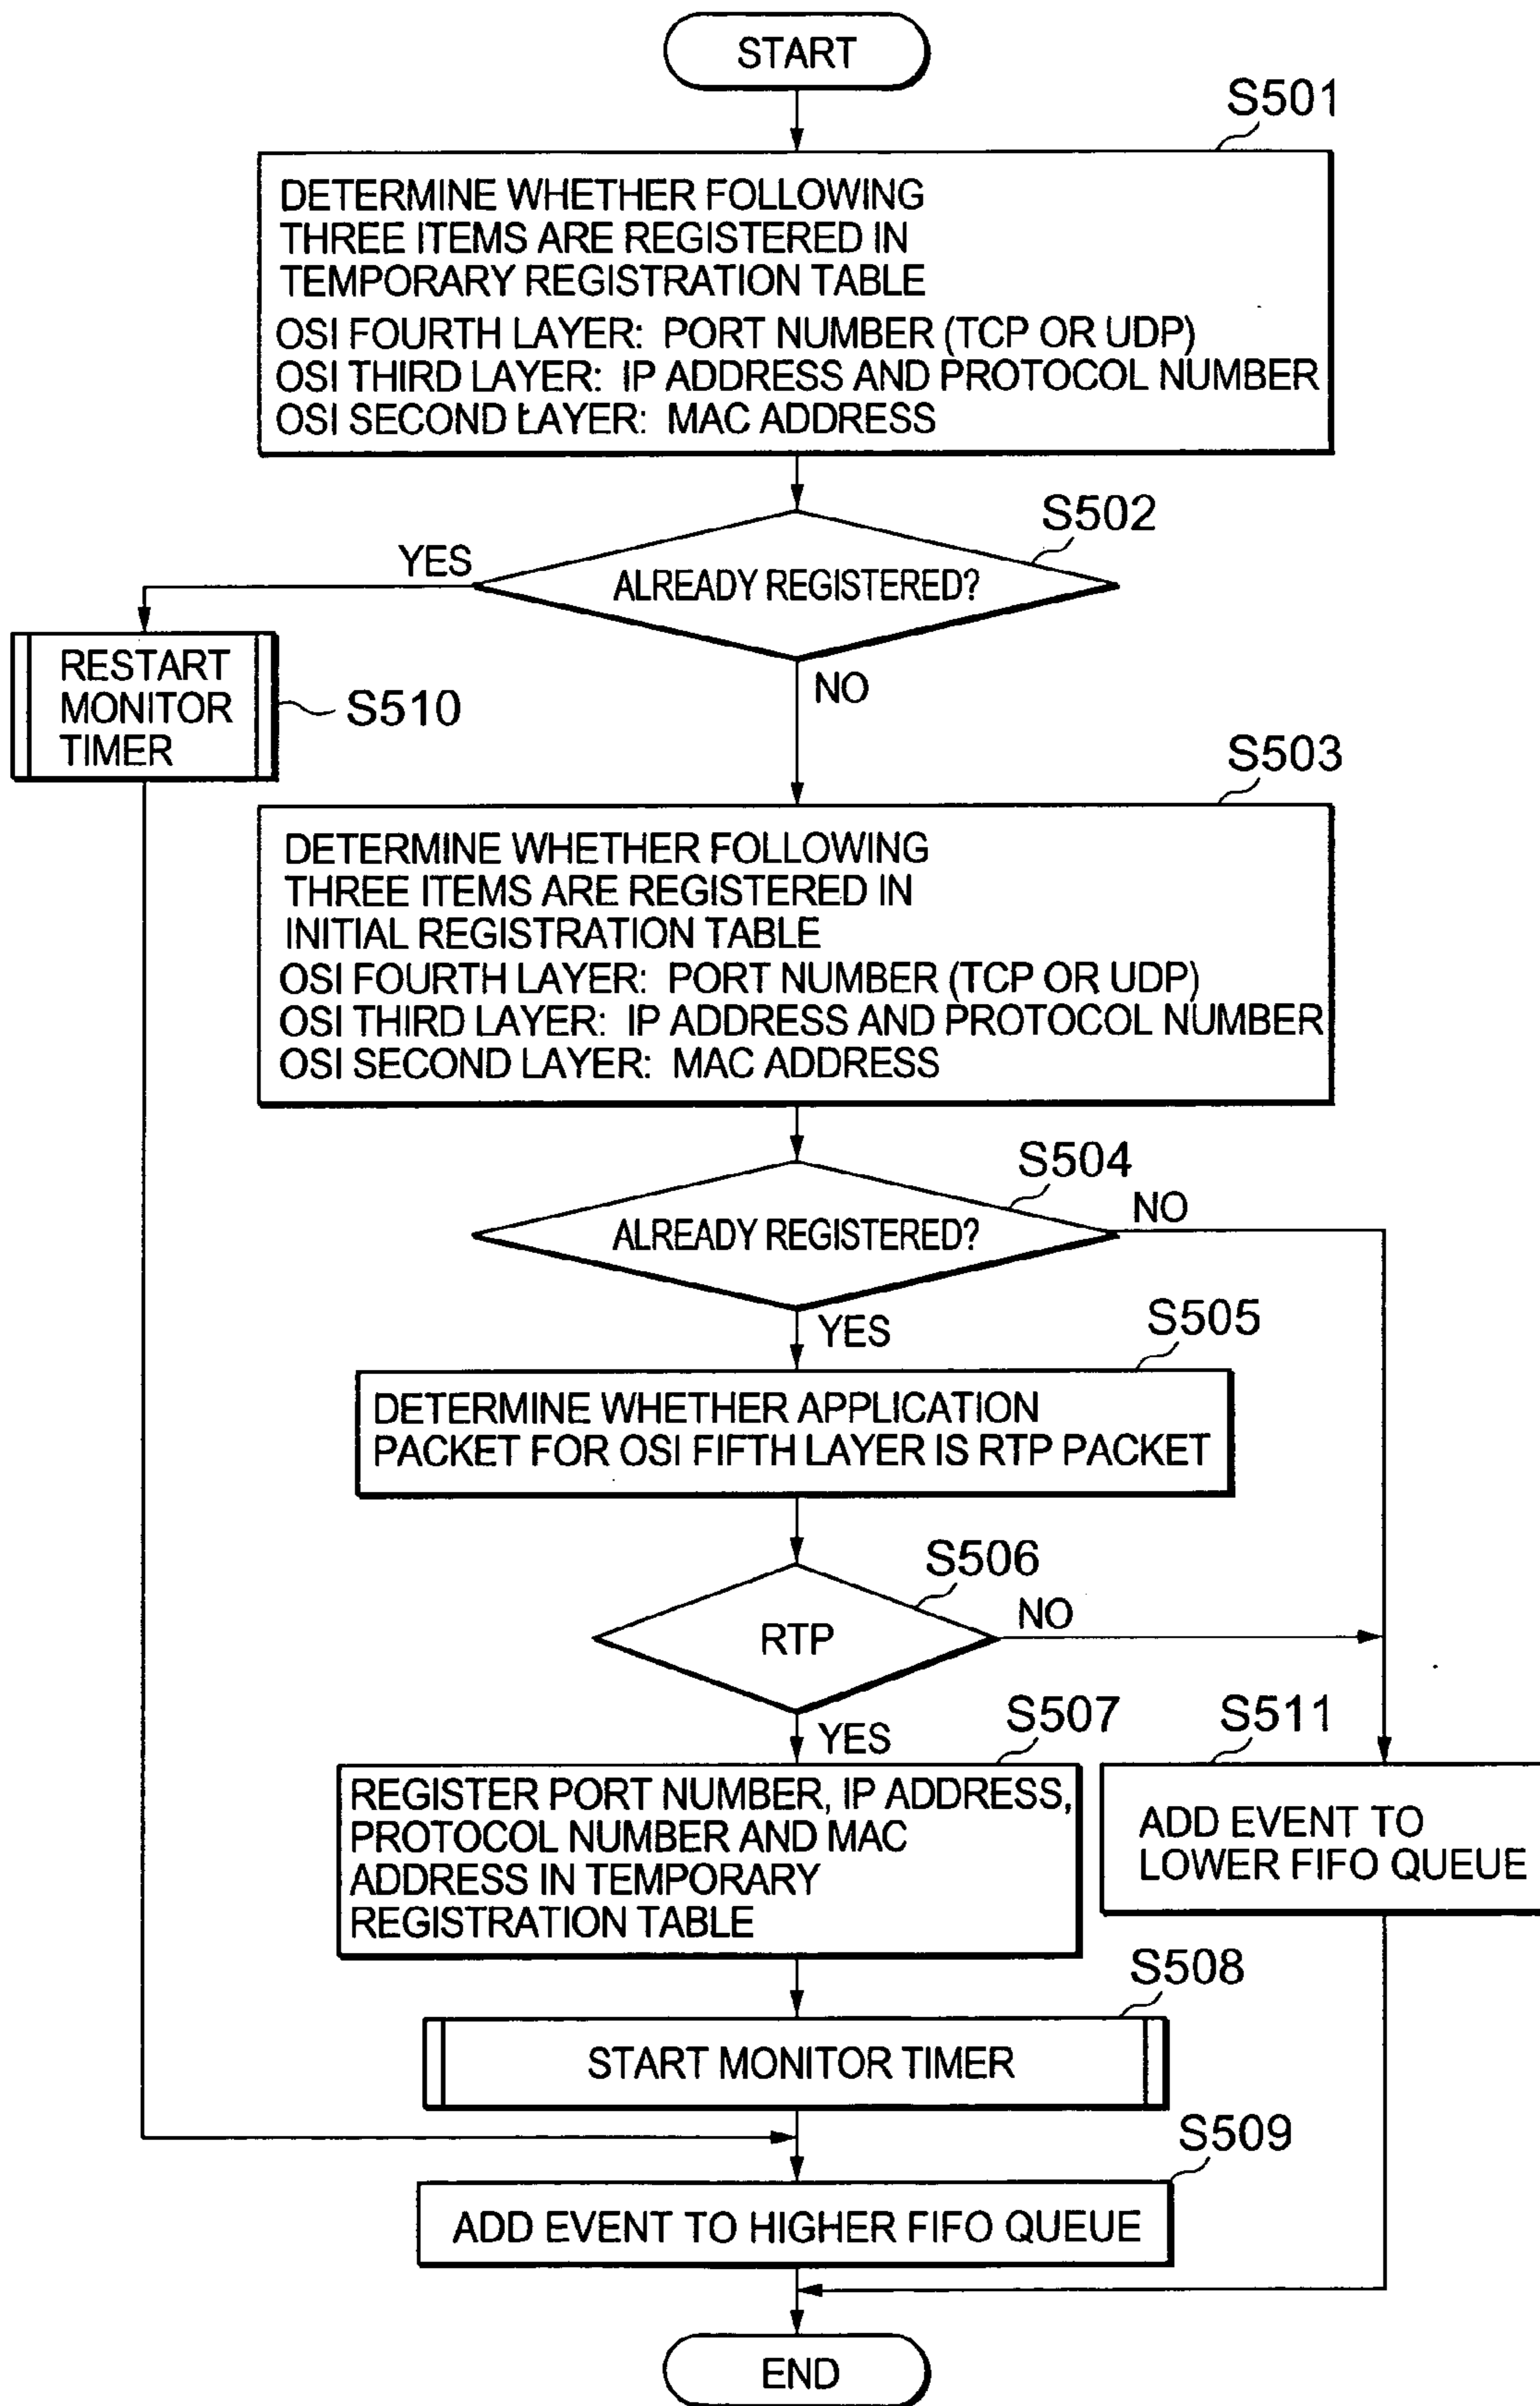 START
S501
DETERMINE WHETHER FOLLOWING
THREE ITEMS ARE REGISTERED IN
TEMPORARY REGISTRATION TABLE
OSI FOURTH LAYER: PORT NUMBER (TCP OR UDP)
OSI THIRD LAYER: IP ADDRESS AND PROTOCOL NUMBER
OSI SECOND LAYER: MAC ADDRESS
S502
YES
ALREADY REGISTERED?
NO
RESTART
MONITOR
TIMER
S510
S503
DETERMINE WHETHER FOLLOWING
THREE ITEMS ARE REGISTERED IN
INITIAL REGISTRATION TABLE
OSI FOURTH LAYER: PORT NUMBER (TCP OR UDP)
OSI THIRD LAYER: IP ADDRESS AND PROTOCOL NUMBER
OSI SECOND LAYER: MAC ADDRESS
S504
NO
ALREADY REGISTERED?
YES
S505
DETERMINE WHETHER APPLICATION
PACKET FOR OSI FIFTH LAYER IS RTP PACKET
S506
NO
RTP
YES
S507
REGISTER PORT NUMBER, IP ADDRESS,
PROTOCOL NUMBER AND MAC
ADDRESS IN TEMPORARY
REGISTRATION TABLE
S511
ADD EVENT TO
LOWER FIFO QUEUE
S508
START MONITOR TIMER
S509
ADD EVENT TO HIGHER FIFO QUEUE
END